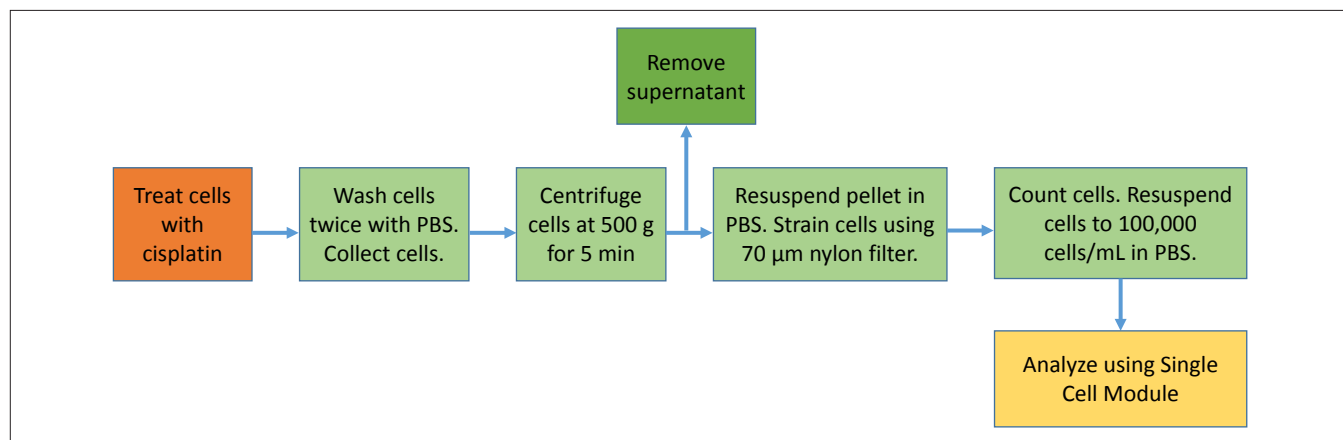 Remove
supernatant
Treat cells
with
cisplatin
Wash cells
twice with PBS.
Collect cells.
Centrifuge
cells at 500 g
for 5 min
Resuspend pellet in
PBS. Strain cells using
70 µm nylon filter.
Count cells. Resuspend
cells to 100,000
cells/mL in PBS.
Analyze using Single
Cell Module